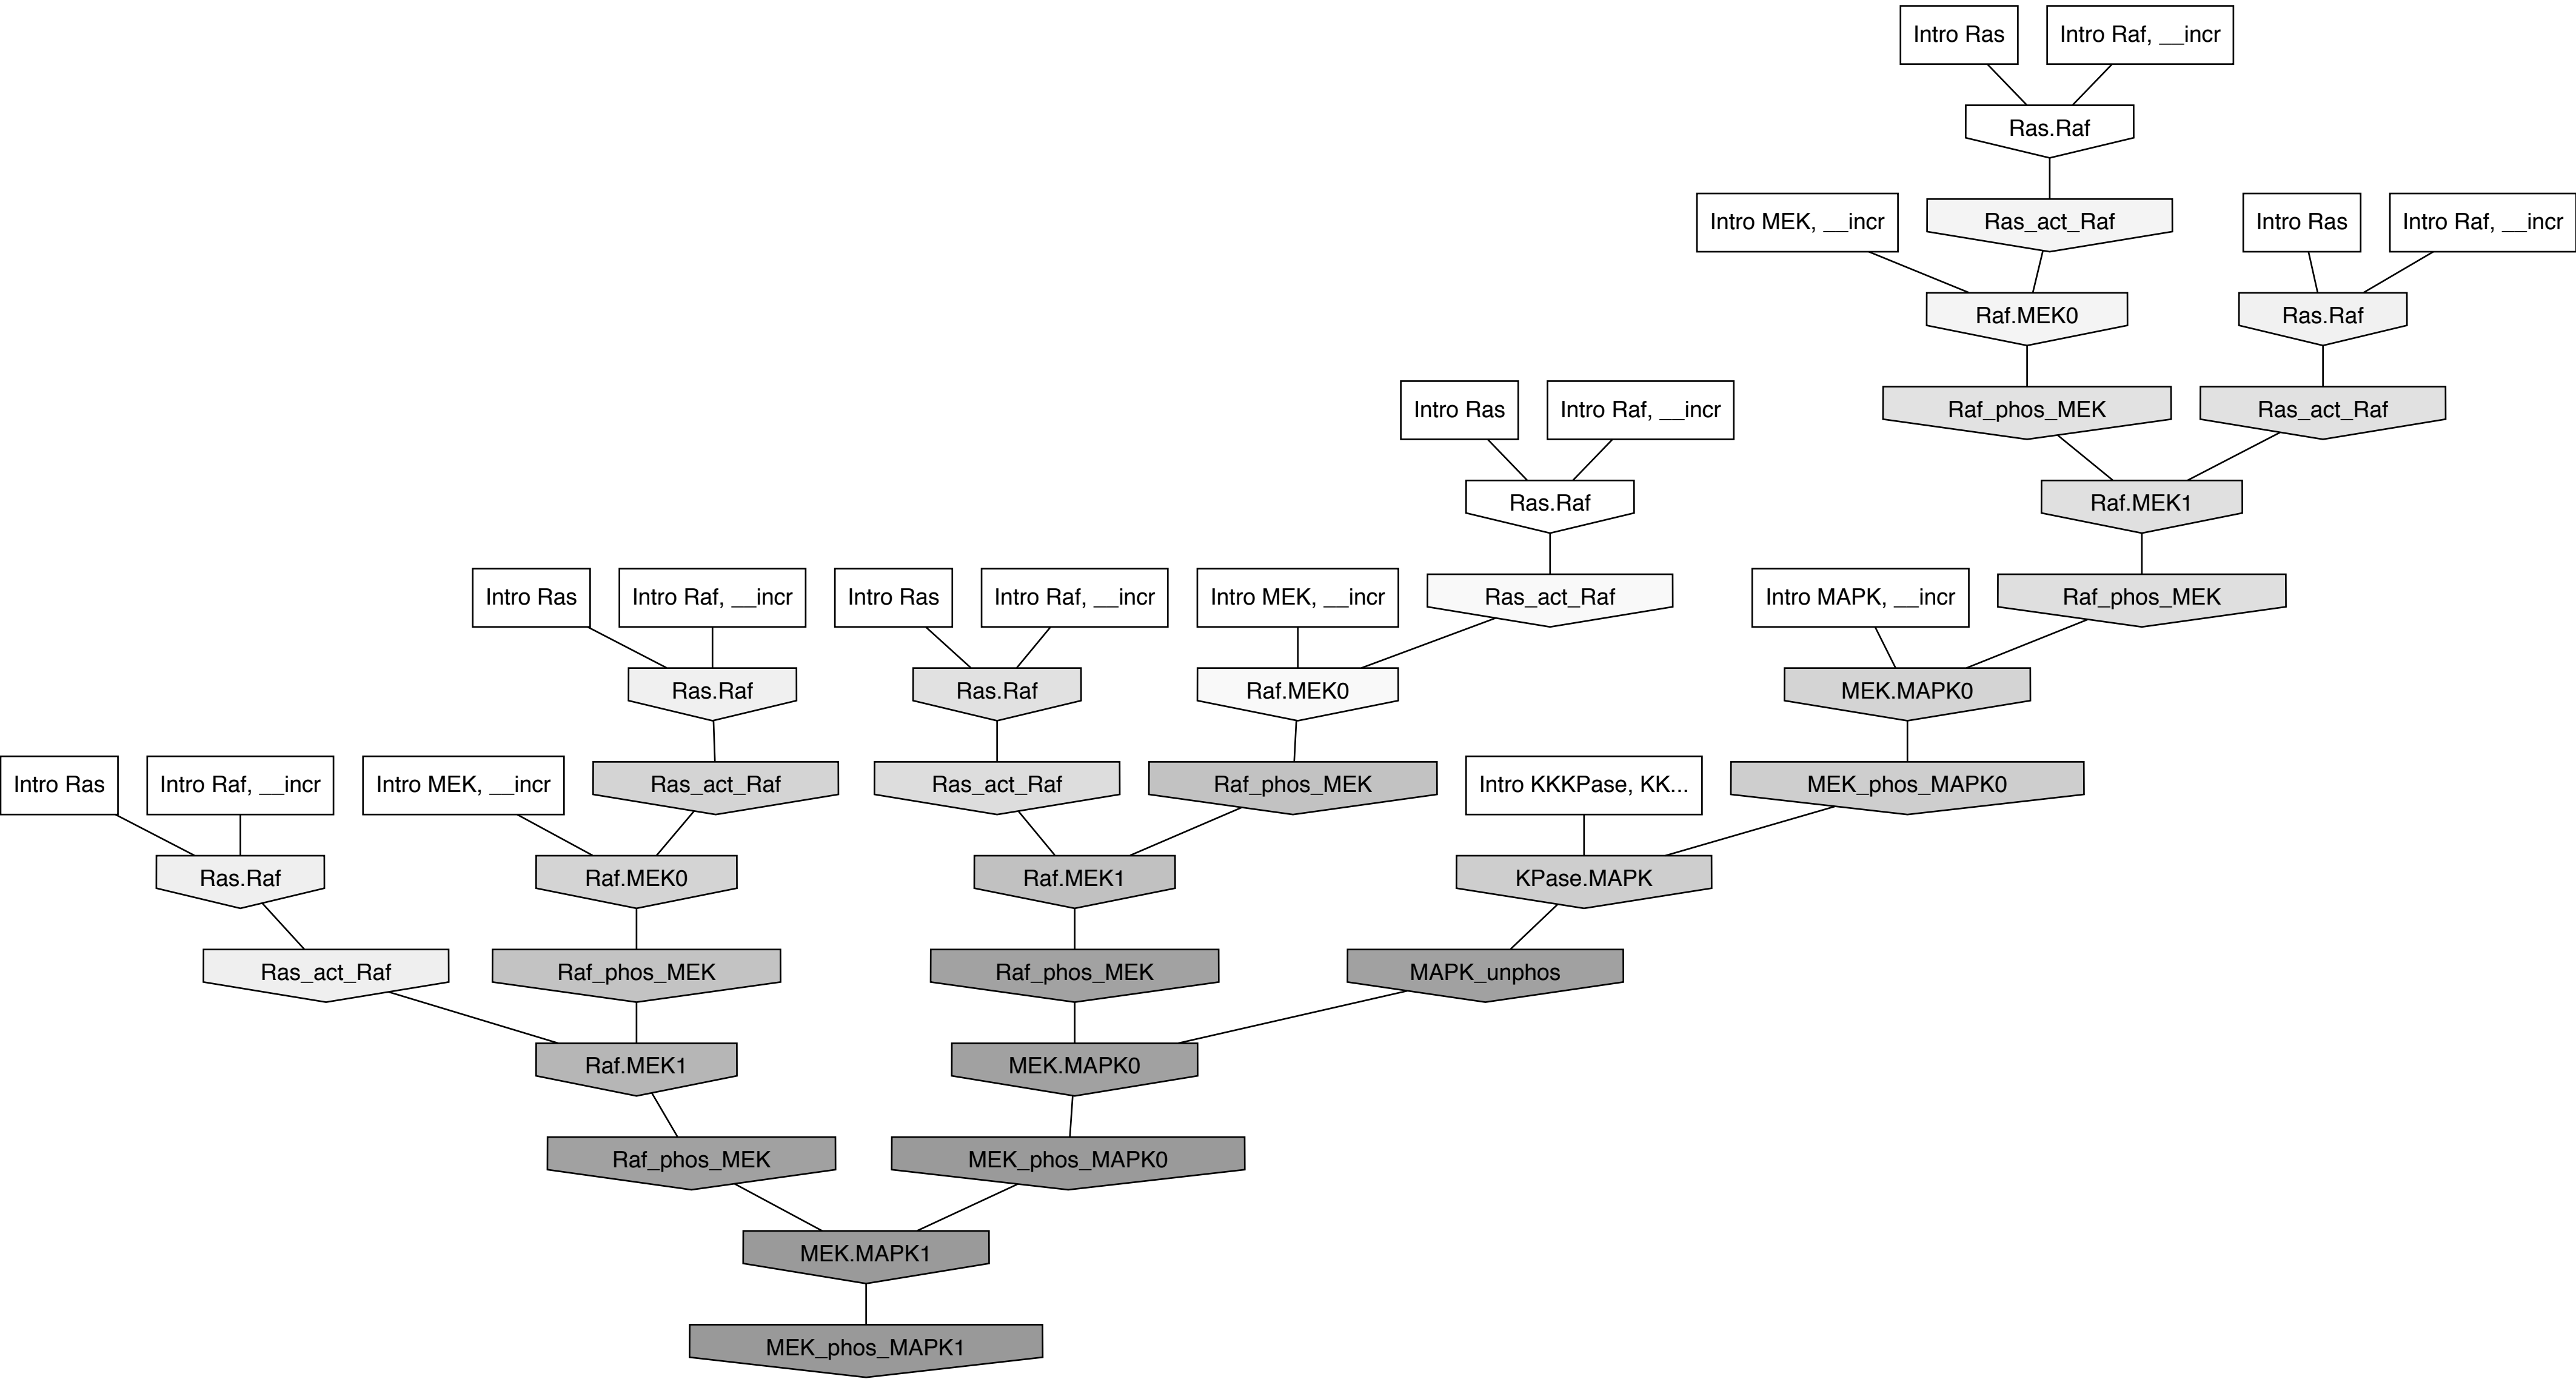 Intro Ras
Intro Raf, __incr
Ras.Raf
Intro MEK, __incr
Ras_act_Raf
Intro Ras
Intro Raf, __incr
Raf.MEK0
Ras.Raf
Intro Ras
Intro Raf, __incr
Raf_phos_MEK
Ras_act_Raf
Ras.Raf
Raf.MEK1
Intro Ras
Intro Raf, __incr
Intro Ras
Intro Raf, __incr
Intro MEK, __incr
Ras_act_Raf
Intro MAPK, __incr
Raf_phos_MEK
Ras.Raf
Ras.Raf
Raf.MEK0
MEK.MAPK0
Intro Ras
Intro Raf, __incr
Intro MEK, __incr
Ras_act_Raf
Ras_act_Raf
Raf_phos_MEK
Intro KKKPase, KK...
MEK_phos_MAPK0
Ras.Raf
Raf.MEK0
Raf.MEK1
KPase.MAPK
Ras_act_Raf
Raf_phos_MEK
Raf_phos_MEK
MAPK_unphos
Raf.MEK1
MEK.MAPK0
Raf_phos_MEK
MEK_phos_MAPK0
MEK.MAPK1
MEK_phos_MAPK1